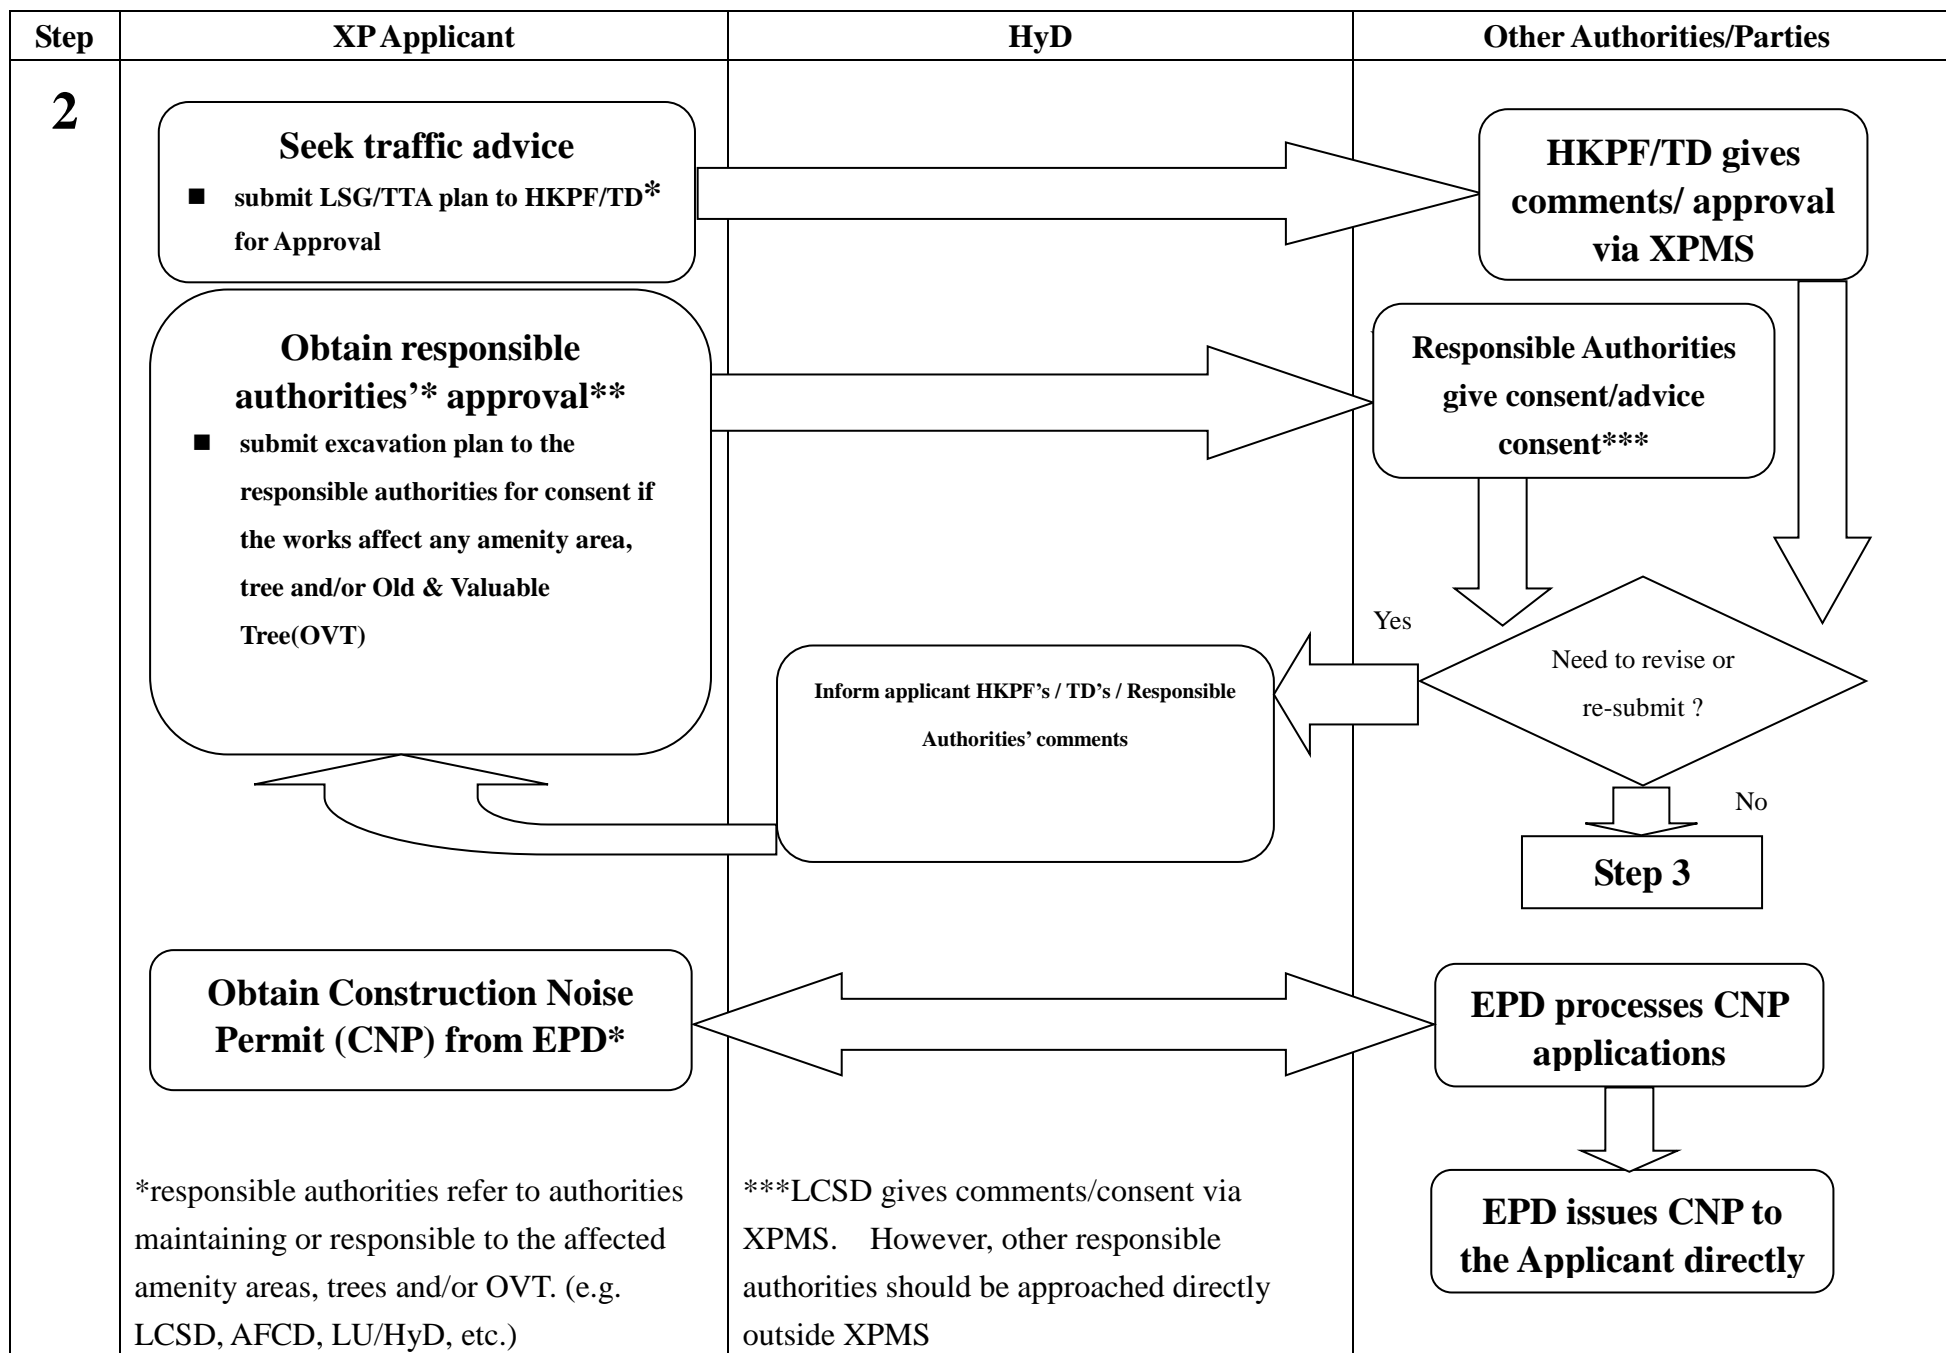 Step
XP Applicant
HyD
Other Authorities/Parties
2
Seek traffic advice
■ submit LSG/TTA plan to HKPF/TD*
for Approval
HKPF/TD gives
comments/ approval
via XPMS
Obtain responsible
authorities’* approval**
■ submit excavation plan to the
responsible authorities for consent if
the works affect any amenity area,
tree and/or Old & Valuable
Tree(OVT)
Responsible Authorities
give consent/advice
consent***
Yes
Need to revise or
re-submit ?
Inform applicant HKPF’s / TD’s / Responsible
Authorities’ comments
No
Step 3
Obtain Construction Noise
Permit (CNP) from EPD*
EPD processes CNP
applications
EPD issues CNP to
the Applicant directly
*responsible authorities refer to authorities
maintaining or responsible to the affected
amenity areas, trees and/or OVT. (e.g.
LCSD, AFCD, LU/HyD, etc.)
***LCSD gives comments/consent via
XPMS. However, other responsible
authorities should be approached directly
outside XPMS